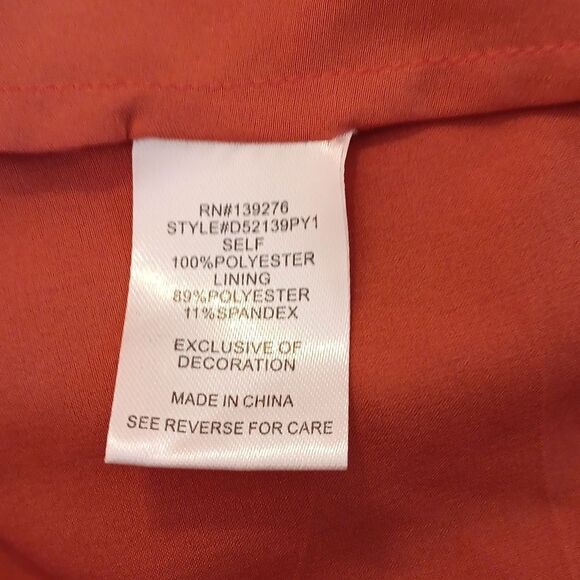 RN#139276
STYLE#D52139PY1
SELF
100%POLYESTER
LINING
89%POLYESTER
11%SPANDEX
EXCLUSIVE OF
DECORATION
MADE IN CHINA
SEE REVERSE FOR CARE